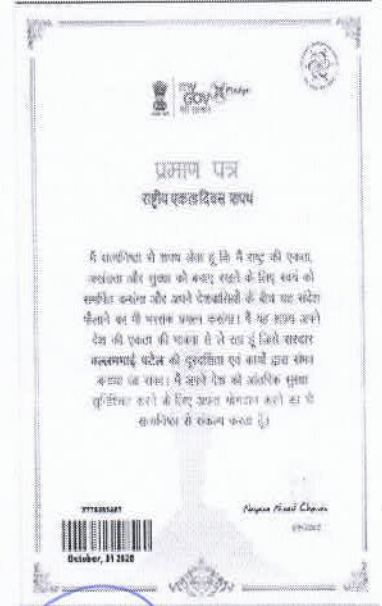 my
GOV Pledge
मेरी सरकार
प्रमाण पत्र
राष्ट्रीय एकता दिवस शपथ
मैं सत्यनिष्ठा से शपथ लेता हूं कि मैं राष्ट्र की एकता,
अखंडता और सुरक्षा को बनाए रखने के लिए स्वयं को
समर्पित करूंगा और अपने देशवासियों के बीच यह संदेश
फैलाने का भी भरसक प्रयत्न करूंगा। मैं यह शपथ अपने
देश की एकता की भावना से ले रहा हूं जिसे सरदार
वल्लभभाई पटेल की दूरदर्शिता एवं कार्यों द्वारा संभव
बनाया जा सका। मैं अपने देश की आंतरिक सुरक्षा
सुनिश्चित करने के लिए अपना योगदान करने का भी
सत्यनिष्ठा से संकल्प करता हूं।
October, 31 2020